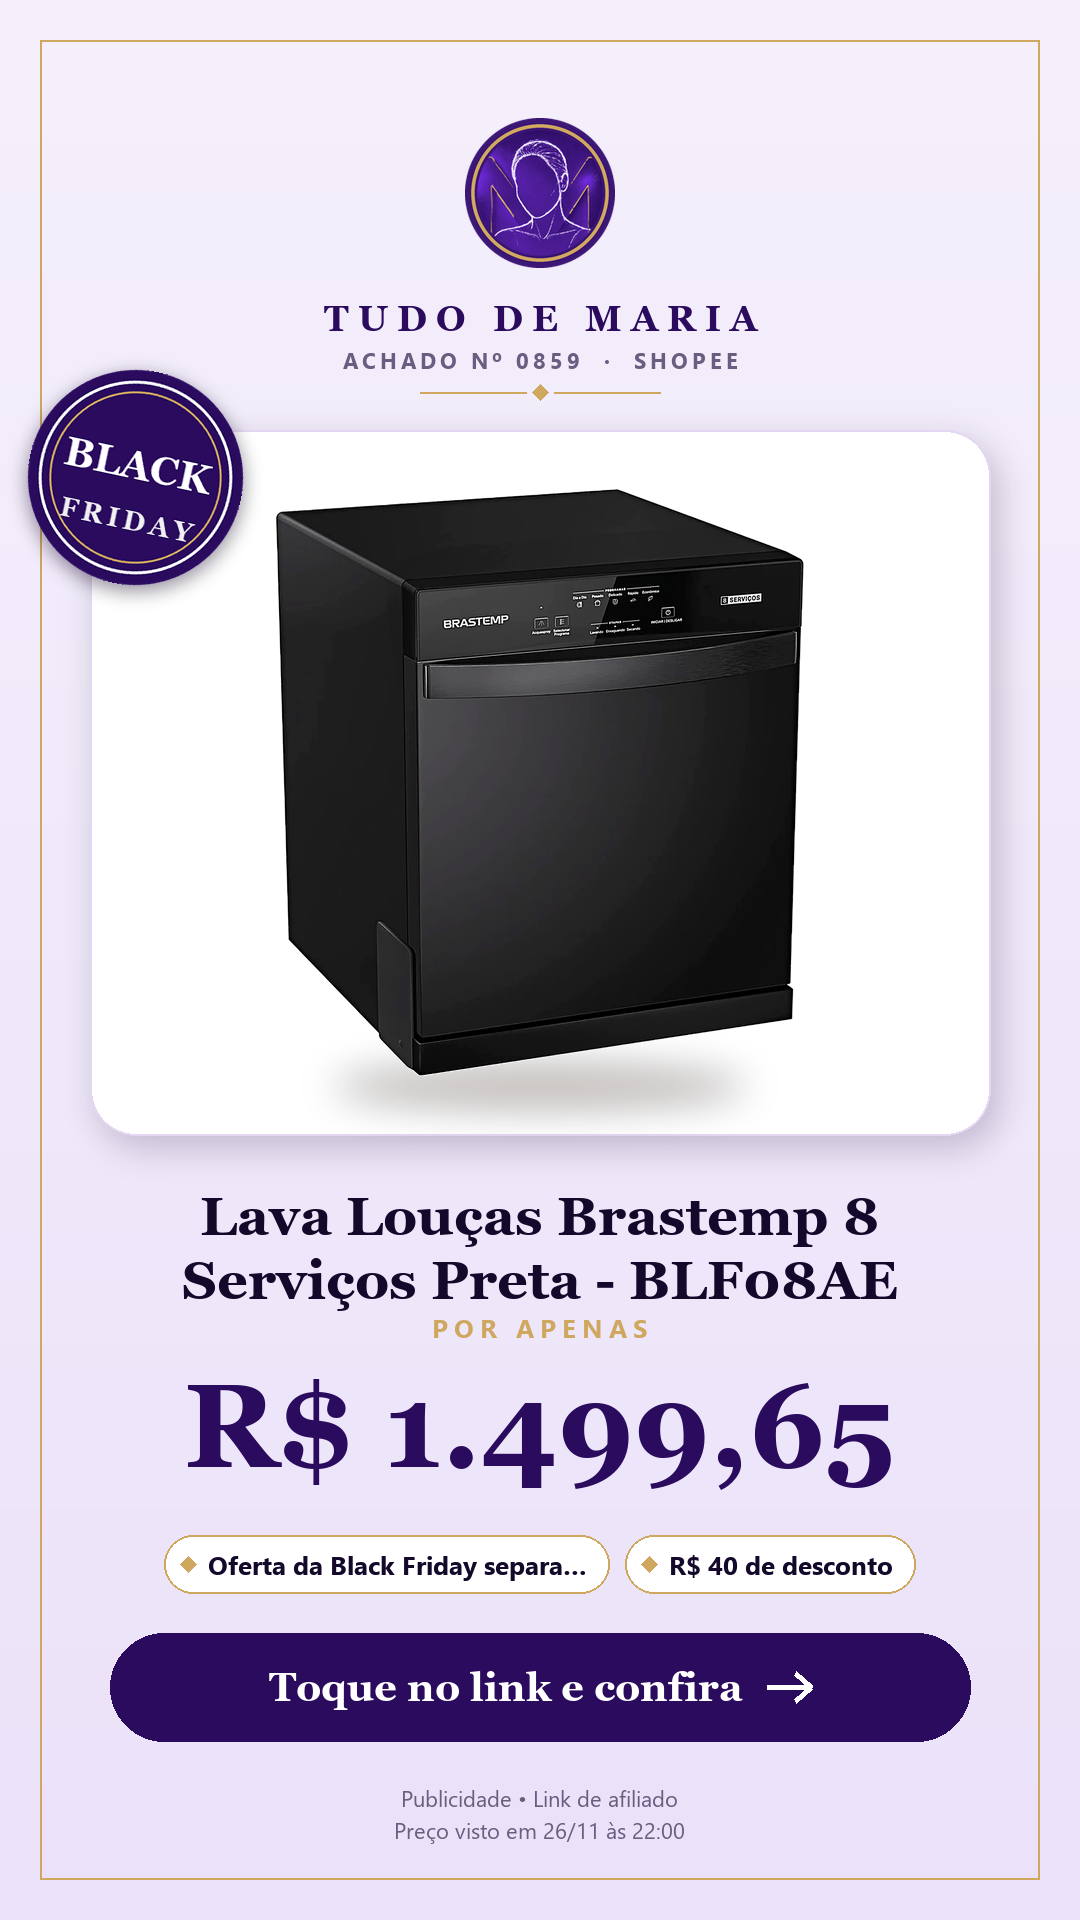 TUDO DE MARIA
ACHADO Nº 0859 · SHOPEE
BLACK
FRIDAY
BRASTEMP
8 SERVIÇOS
Lava Louças Brastemp 8
Serviços Preta - BLF08AE
POR APENAS
R$ 1.499,65
Oferta da Black Friday separa...
R$ 40 de desconto
Toque no link e confira →
Publicidade • Link de afiliado
Preço visto em 26/11 às 22:00